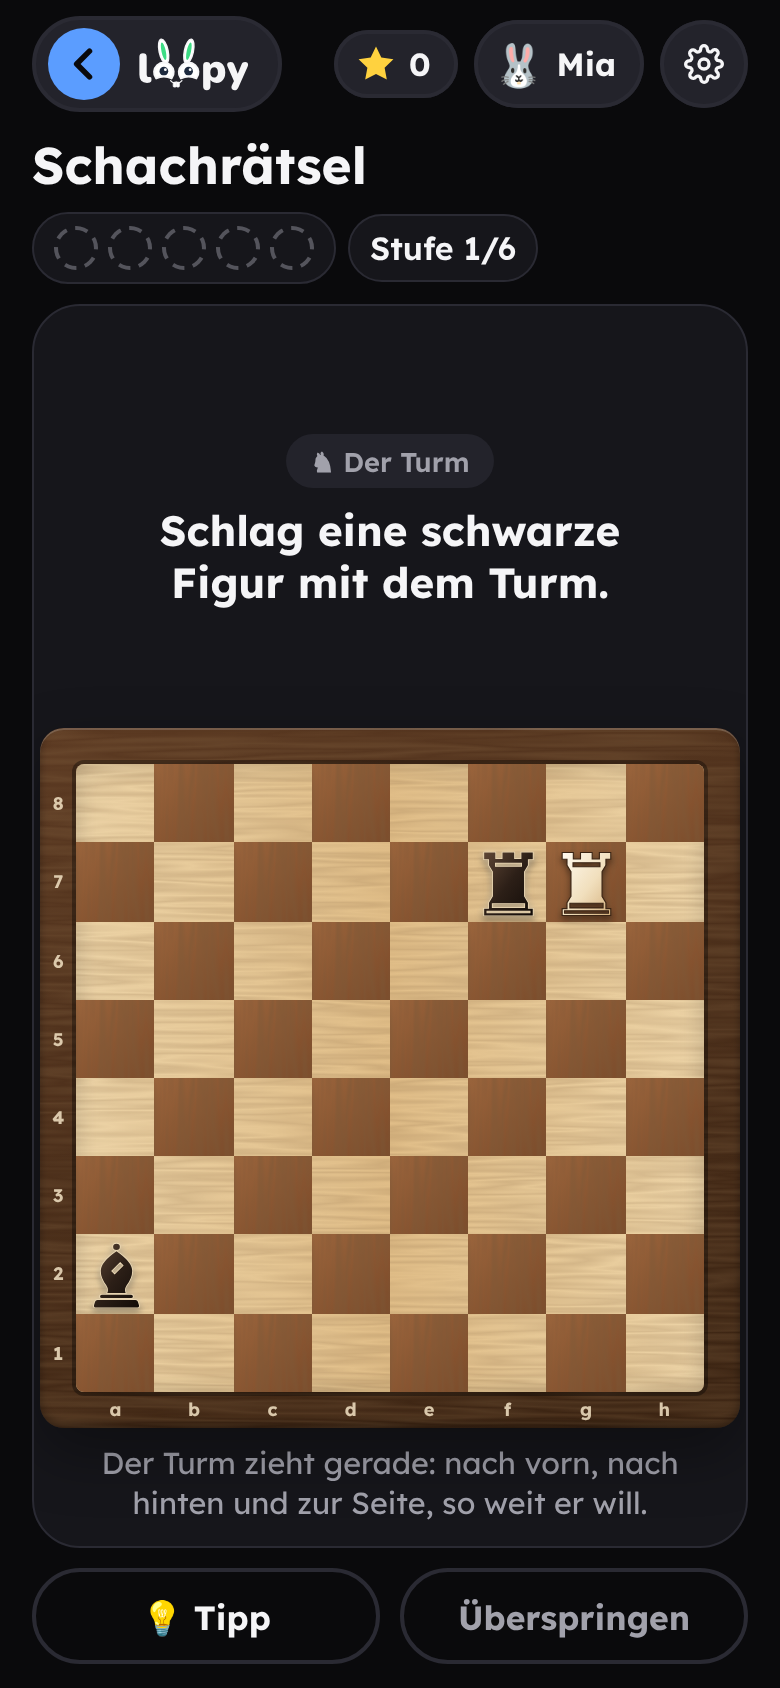 loopy
0
Mia
Schachrätsel
Stufe 1/6
Der Turm
Schlag eine schwarze
Figur mit dem Turm.
8
7
6
5
4
3
2
1
a b c d e f g h
Der Turm zieht gerade: nach vorn, nach
hinten und zur Seite, so weit er will.
Tipp
Überspringen